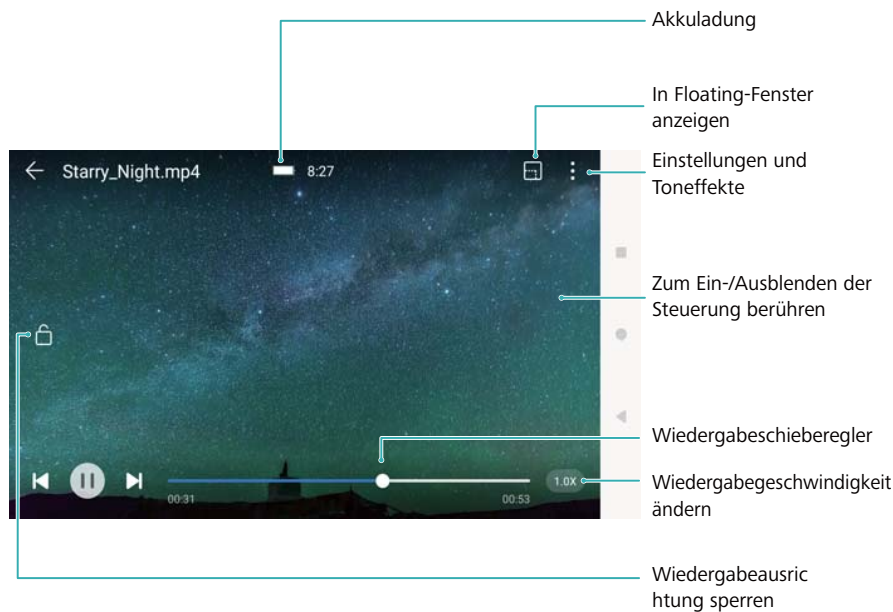 Akkuladung
In Floating-Fenster
anzeigen
Starry_Night.mp4
8:27
Einstellungen und
Toneffekte
Zum Ein-/Ausblenden der
Steuerung berühren
Wiedergabeschieberegler
1.0X
00:31
00:53
Wiedergabegeschwindigkeit
ändern
Wiedergabeausric
htung sperren